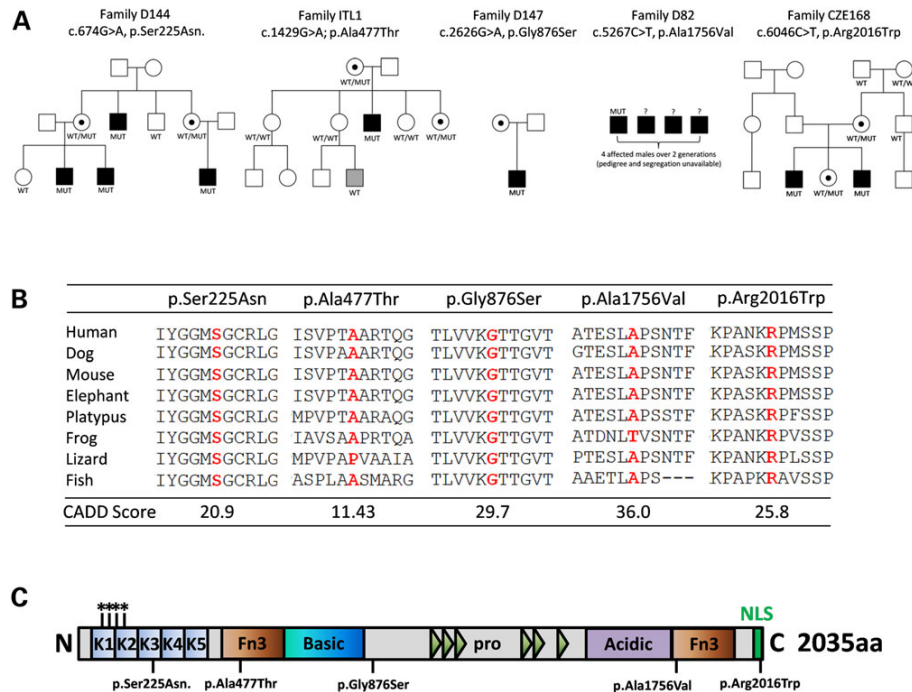 A
Family D144
c.674G>A, p.Ser225Asn.
Family ITL1
c.1429G>A; p.Ala477Thr
Family D147
c.2626G>A, p.Gly876Ser
Family D82
c.5267C>T, p.Ala1756Val
Family CZE168
c.6046C>T, p.Arg2016Trp
WT/MUT MUT WT WT/MUT
WT MUT MUT MUT
WT/MUT
WT/WT WT/WT MUT WT/WT WT/MUT
WT
MUT
MUT ? ? ?
4 affected males over 2 generations
(pedigree and segregation unavailable)
WT WT/W
WT/MUT WT
MUT WT/MUT MUT
B
p.Ser225Asn p.Ala477Thr p.Gly876Ser p.Ala1756Val p.Arg2016Trp
Human IYGGMSGCRLG ISVPTAARTQG TLVVKGTTGVT ATESLAPSNTF KPANKRPMSSP
Dog IYGGMSGCRLG ISVPAAARTQG TLVVKGTTGVT GTESLAPSNTF KPASKRPMSSP
Mouse IYGGMSGCRLG ISVPTAARTQG TLVVKGTTGVT ATESLAPSNTF KPANKRPMSSP
Elephant IYGGMSGCRLG ISVPTAARTQG TLVVKGTTGVT ATESLAPSNTF KPANKRPMSSP
Platypus IYGGMSGCRLG MPVPTAARAQG TLVVKGTTGVT ATESLAPSSTF KPANKRPFSSP
Frog IYGGMSGCRLG IAVSAAPRTQA TLVVKGTTGVT ATDNLTVSNTF KPANKRPVSSP
Lizard IYGGMSGCRLG MPVPAPVAAIA TLVVKGTTGVT PTESLAPSNTF KPANKRPLSSP
Fish IYGGMSGCRLG ASPLAASMARG TLVVKGTTGVT AAETLAPS--- KPAPKRAVSSP
CADD Score 20.9 11.43 29.7 36.0 25.8
C
**** NLS
N K1 K2 K3 K4 K5 Fn3 Basic pro Acidic Fn3 C 2035aa
p.Ser225Asn. p.Ala477Thr p.Gly876Ser p.Ala1756Val p.Arg2016Trp